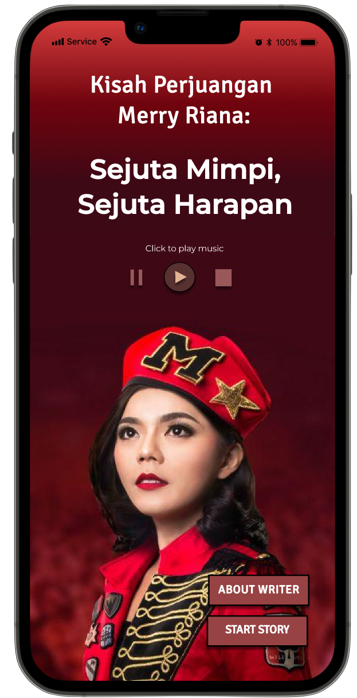 Service
100%
Kisah Perjuangan
Merry Riana:
Sejuta Mimpi,
Sejuta Harapan
Click to play music
M
ABOUT WRITER
START STORY